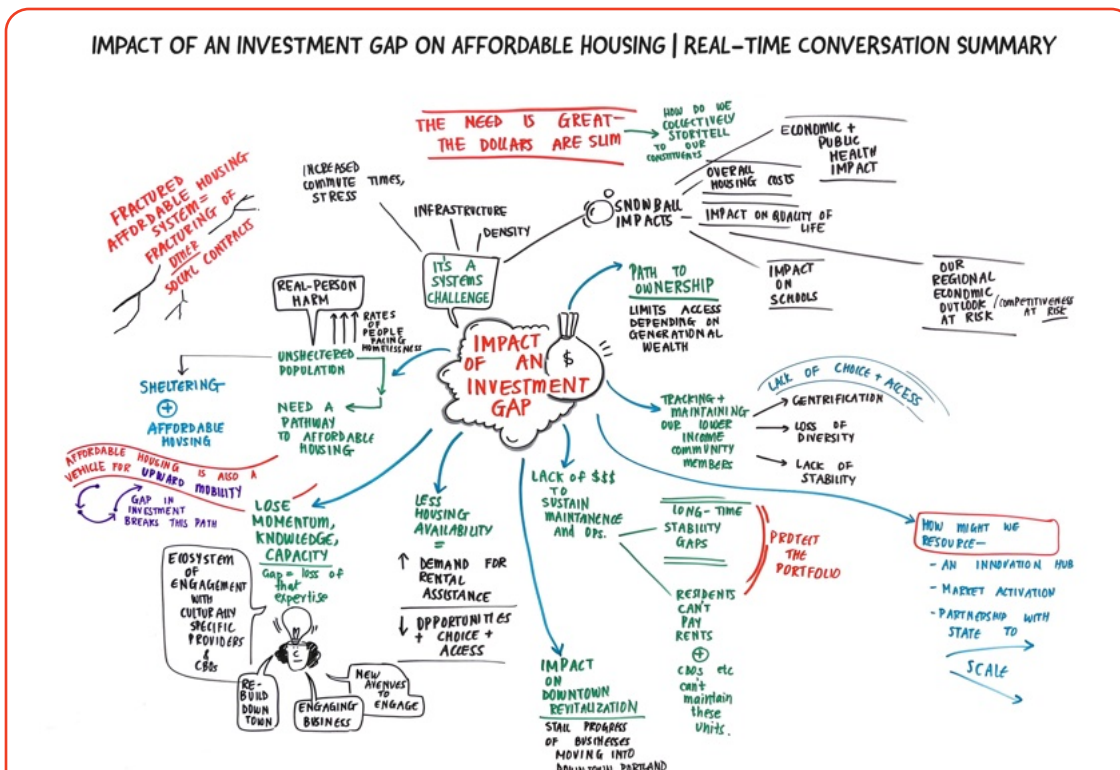 IMPACT OF AN INVESTMENT GAP ON AFFORDABLE HOUSING | REAL-TIME CONVERSATION SUMMARY
THE NEED IS GREAT-
THE DOLLARS ARE SLIM
HOW DO WE
COLLECTIVELY
STORYTELL
TO OUR
CONSTITUENTS
ECONOMIC +
PUBLIC
HEALTH
IMPACT
OVERALL
HOUSING COSTS
SNOWBALL
IMPACTS
IMPACT ON QUALITY OF
LIFE
IMPACT
ON
SCHOOLS
OUR
REGIONAL
ECONOMIC
OUTLOOK
AT RISK
/COMPETITIVENESS
AT RISK
INCREASED
COMMUTE TIMES,
STRESS
INFRASTRUCTURE
DENSITY
IT'S A
SYSTEMS
CHALLENGE
FRACTURED
AFFORDABLE HOUSING
SYSTEM=
FRACTURING OF
OTHER
SOCIAL CONTRACTS
REAL-PERSON
HARM
RATES
OF
PEOPLE
FACING
HOMELESSNESS
UNSHELTERED
POPULATION
SHELTERING
+
AFFORDABLE
HOUSING
NEED A
PATHWAY
TO AFFORDABLE
HOUSING
IMPACT
OF AN
INVESTMENT
GAP
$
PATH TO
OWNERSHIP
LIMITS ACCESS
DEPENDING ON
GENERATIONAL
WEALTH
TRACKING+
MAINTAINING
OUR LOWER
INCOME
COMMUNITY
MEMBERS
LACK OF CHOICE + ACCESS
GENTRIFICATION
LOSS OF
DIVERSITY
LACK OF
STABILITY
AFFORDABLE HOUSING IS ALSO A
VEHICLE FOR UPWARD MOBILITY
GAP IN
INVESTMENT
BREAKS THIS PATH
LOSE
MOMENTUM,
KNOWLEDGE,
CAPACITY
Gap = loss of
that
expertise
ECOSYSTEM
OF
ENGAGEMENT
WITH
CULTURALLY
SPECIFIC
PROVIDERS
&
CBOs
RE-
BUILD
DOWN
TOWN
ENGAGING
BUSINESS
NEW
AVENUES TO
ENGAGE
LESS
HOUSING
AVAILABILITY
=
↑ DEMAND FOR
RENTAL
ASSISTANCE
↓ OPPORTUNITIES
+ CHOICE +
ACCESS
LACK OF $$$
TO
SUSTAIN
MAINTANENCE
AND OPs.
LONG-TIME
STABILITY
GAPS
PROTECT
THE
PORTFOLIO
RESIDENTS
CAN'T
PAY
RENTS
+
CBOs etc
can't
maintain
these
units.
IMPACT
ON
DOWNTOWN
REVITALIZATION
STALL PROGRESS
OF BUSINESSES
MOVING INTO
DOWNTOWN PORTLAND
HOW MIGHT WE
RESOURCE-
- AN INNOVATION HUB
- MARKET ACTIVATION
- PARTNERSHIP WITH
STATE TO
SCALE